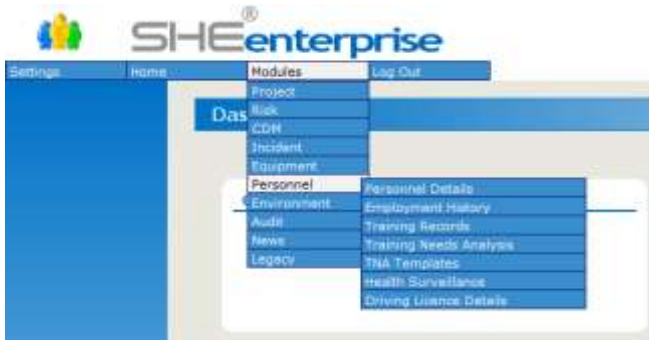 SHEenterprise®
Settings Home Modules Log Out
Project
Das
Risk
CDM
Incident
Equipment
Personnel
Environment
Audit
News
Legacy
Personnel Details
Employment History
Training Records
Training Needs Analysis
TNA Templates
Health Surveillance
Driving Licence Details